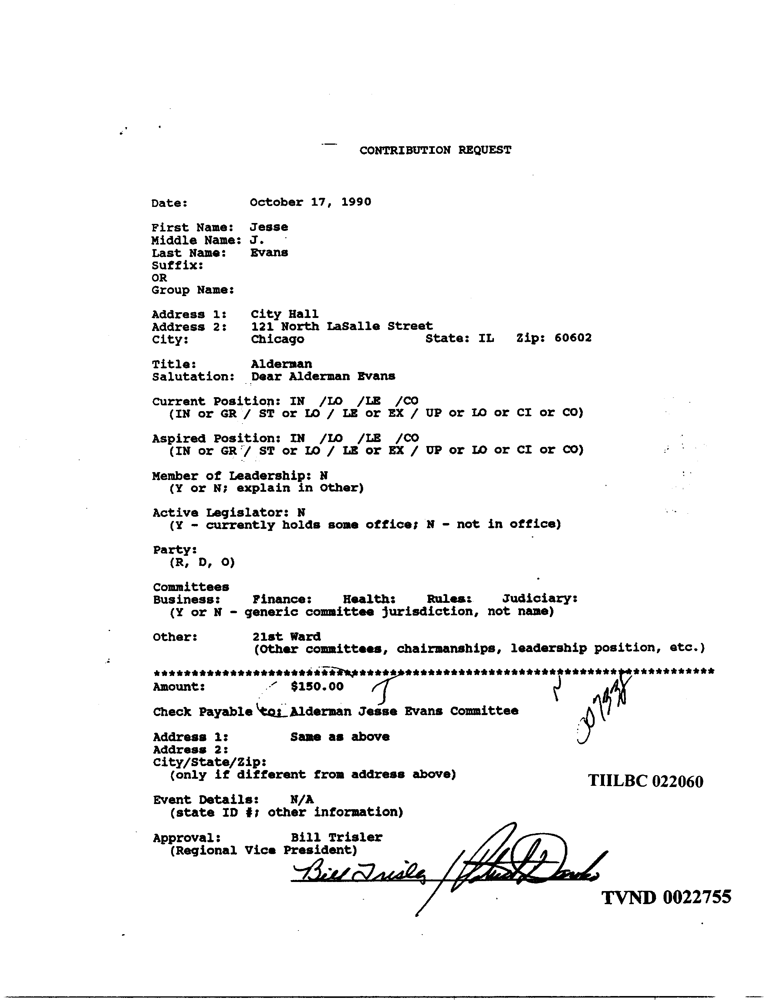 CONTRIBUTION REQUEST
Date: October 17, 1990
First Name: Jesse
Middle Name: J.
Last Name: Evans
Suffix:
OR
Group Name:
Address 1: City Hall
Address 2: 121 North LaSalle Street
City: Chicago State: IL Zip: 60602
Title: Alderman
Salutation: Dear Alderman Evans
Current Position: IN /LO /LE /CO
(IN or GR / ST or LO / LE or EX / UP or LO or CI or CO)
Aspired Position: IN /LO /LE /CO
(IN or GR / ST or LO / LE or EX / UP or LO or CI or CO)
Member of Leadership: N
(Y or N; explain in Other)
Active Legislator: N
(Y - currently holds some office; N - not in office)
Party:
(R, D, O)
Committees
Business: Finance: Health: Rules: Judiciary:
(Y or N - generic committee jurisdiction, not name)
Other: 21st Ward
(Other committees, chairmanships, leadership position, etc.)
Amount: $150.00
Check Payable to: Alderman Jesse Evans Committee
Address 1: Same as above
Address 2:
City/State/Zip:
(only if different from address above)
TIILBC 022060
Event Details: N/A
(state ID #; other information)
Approval: Bill Trisler
(Regional Vice President)
Bill Trisler
TVND 0022755